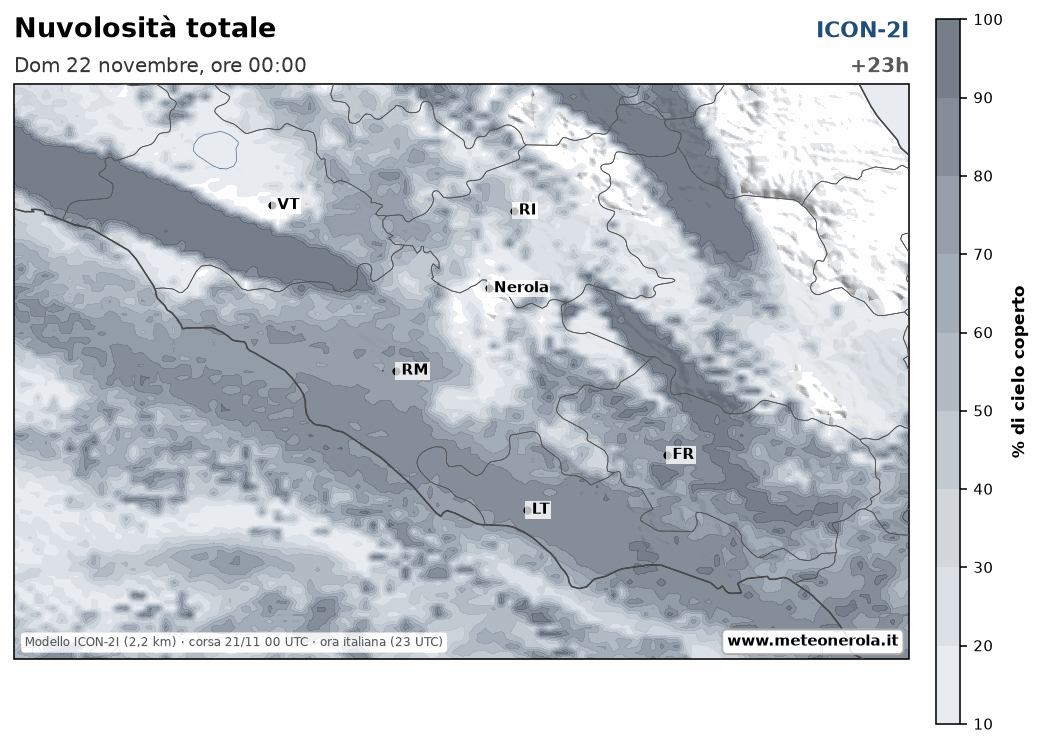 Nuvolosità totale
ICON-2I
Dom 22 novembre, ore 00:00
+23h
VT
RI
Nerola
RM
FR
LT
Modello ICON-2I (2,2 km) · corsa 21/11 00 UTC · ora italiana (23 UTC)
www.meteonerola.it
100
90
80
70
60
50
40
30
20
10
% di cielo coperto